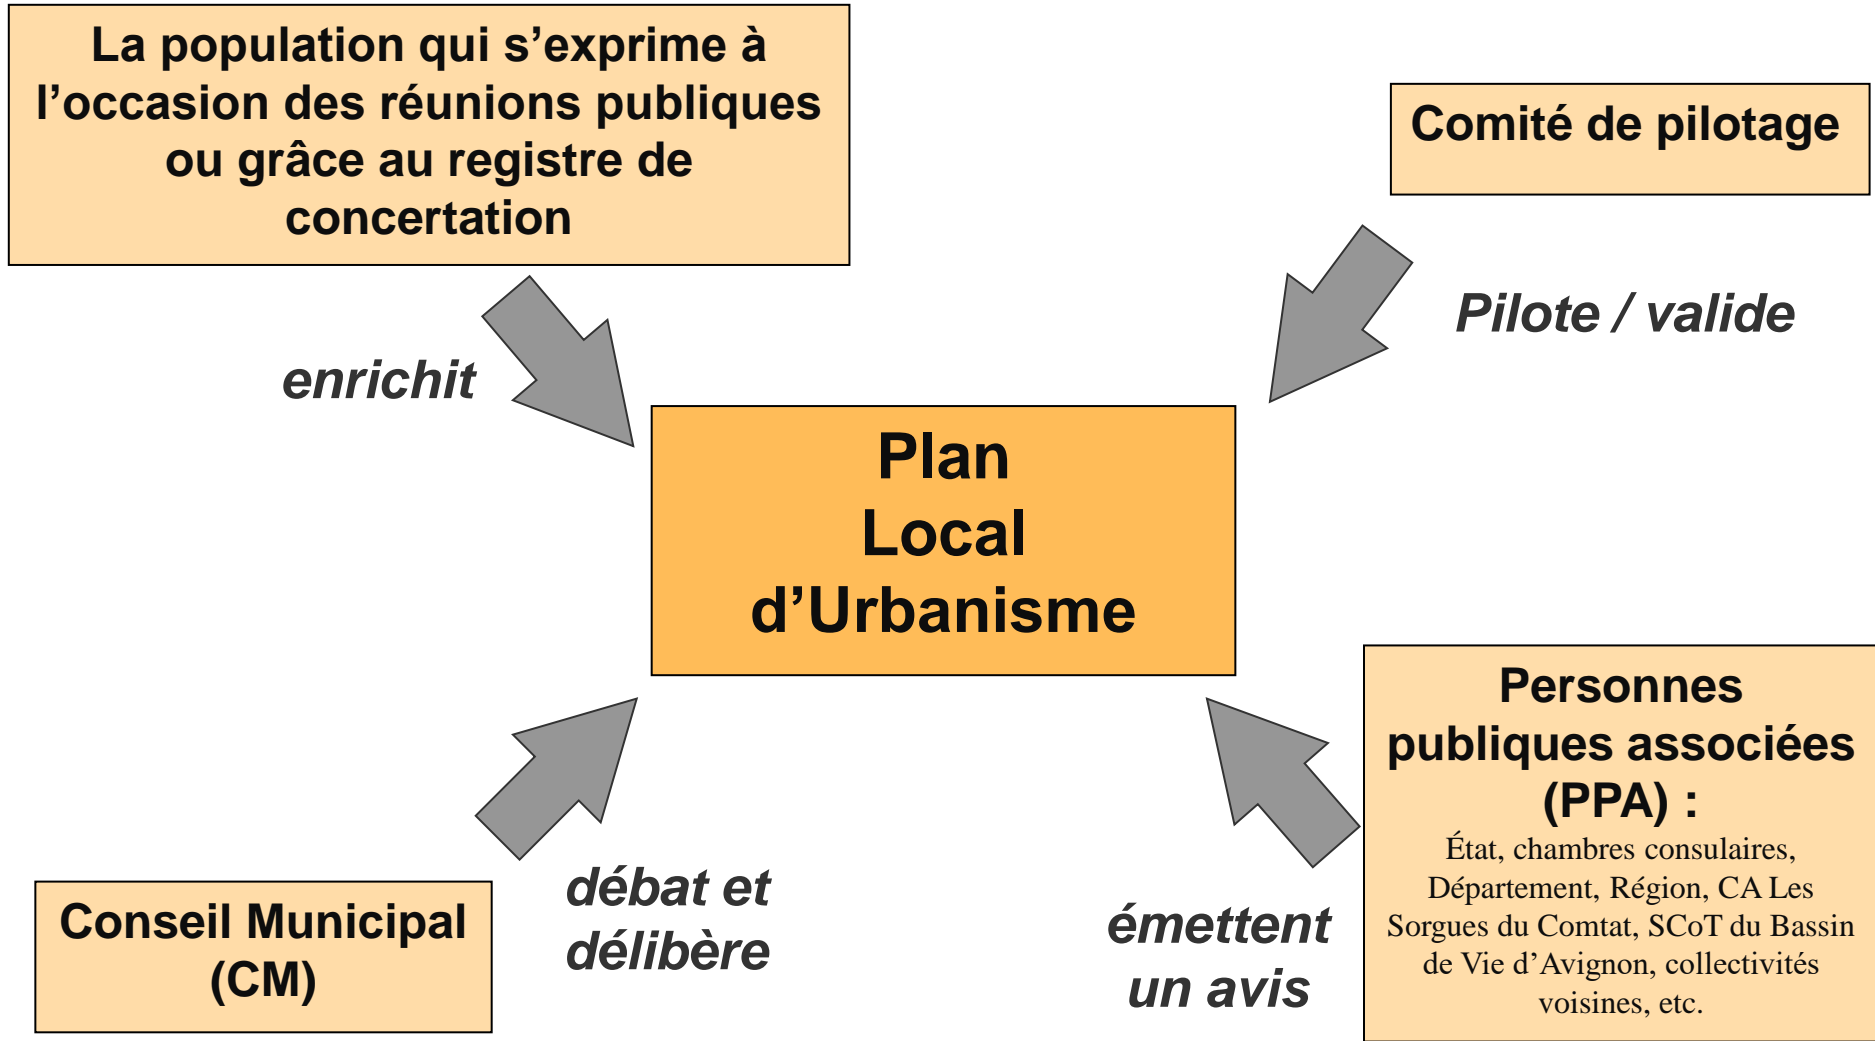 La population qui s’exprime à
l’occasion des réunions publiques
ou grâce au registre de
concertation
Comité de pilotage
Pilote / valide
enrichit
Plan
Local
d’Urbanisme
Conseil Municipal
(CM)
débat et
délibère
émettent
un avis
Personnes
publiques associées
(PPA) :
État, chambres consulaires,
Département, Région, CA Les
Sorgues du Comtat, SCoT du Bassin
de Vie d’Avignon, collectivités
voisines, etc.